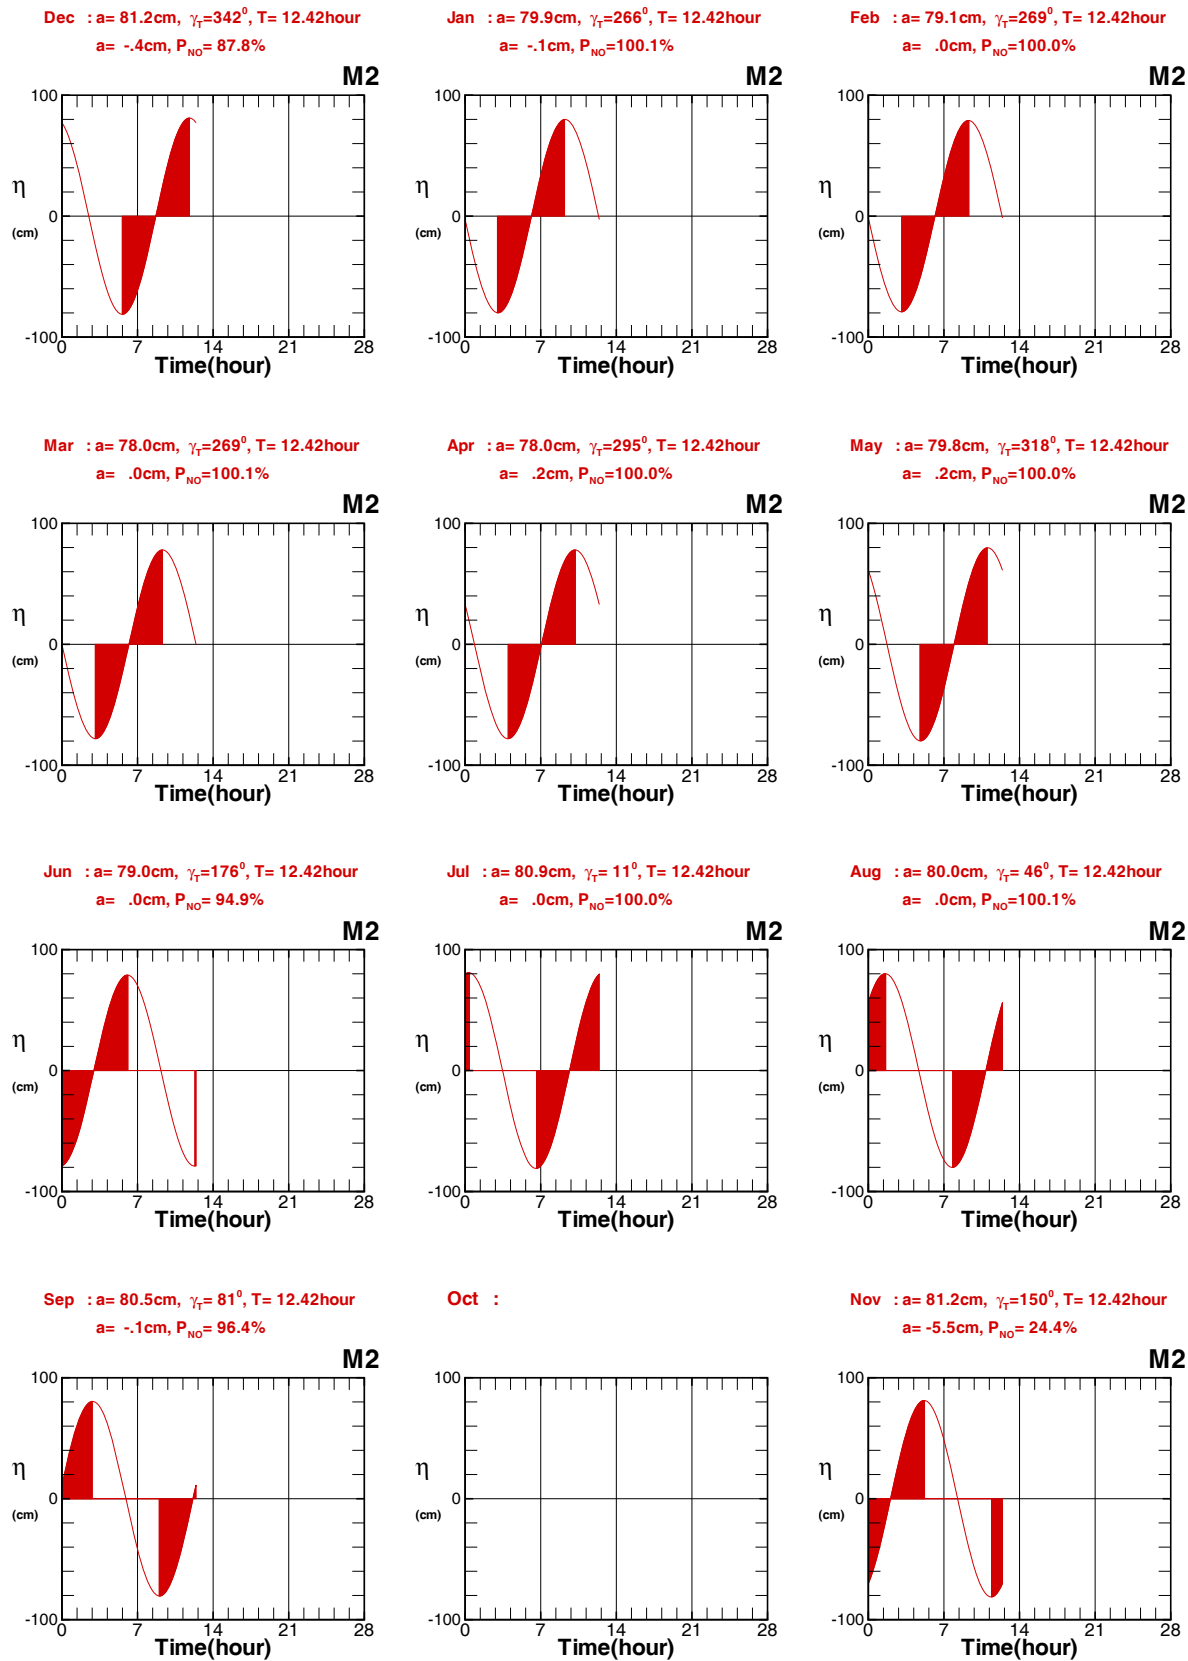 Dec : a= 81.2cm, γT=342⁰, T= 12.42hour
a= -.4cm, PNO= 87.8%
M2
100
η
0
(cm)
-100
0 7 14 21 28
Time(hour)
Jan : a= 79.9cm, γT=266⁰, T= 12.42hour
a= -.1cm, PNO=100.1%
M2
100
η
0
(cm)
-100
0 7 14 21 28
Time(hour)
Feb : a= 79.1cm, γT=269⁰, T= 12.42hour
a= .0cm, PNO=100.0%
M2
100
η
0
(cm)
-100
0 7 14 21 28
Time(hour)
Mar : a= 78.0cm, γT=269⁰, T= 12.42hour
a= .0cm, PNO=100.1%
M2
100
η
0
(cm)
-100
0 7 14 21 28
Time(hour)
Apr : a= 78.0cm, γT=295⁰, T= 12.42hour
a= .2cm, PNO=100.0%
M2
100
η
0
(cm)
-100
0 7 14 21 28
Time(hour)
May : a= 79.8cm, γT=318⁰, T= 12.42hour
a= .2cm, PNO=100.0%
M2
100
η
0
(cm)
-100
0 7 14 21 28
Time(hour)
Jun : a= 79.0cm, γT=176⁰, T= 12.42hour
a= .0cm, PNO= 94.9%
M2
100
η
0
(cm)
-100
0 7 14 21 28
Time(hour)
Jul : a= 80.9cm, γT= 11⁰, T= 12.42hour
a= .0cm, PNO=100.0%
M2
100
η
0
(cm)
-100
0 7 14 21 28
Time(hour)
Aug : a= 80.0cm, γT= 46⁰, T= 12.42hour
a= .0cm, PNO=100.1%
M2
100
η
0
(cm)
-100
0 7 14 21 28
Time(hour)
Sep : a= 80.5cm, γT= 81⁰, T= 12.42hour
a= -.1cm, PNO= 96.4%
M2
100
η
0
(cm)
-100
0 7 14 21 28
Time(hour)
Oct :
100
η
0
(cm)
-100
0 7 14 21 28
Time(hour)
Nov : a= 81.2cm, γT=150⁰, T= 12.42hour
a= -5.5cm, PNO= 24.4%
M2
100
η
0
(cm)
-100
0 7 14 21 28
Time(hour)